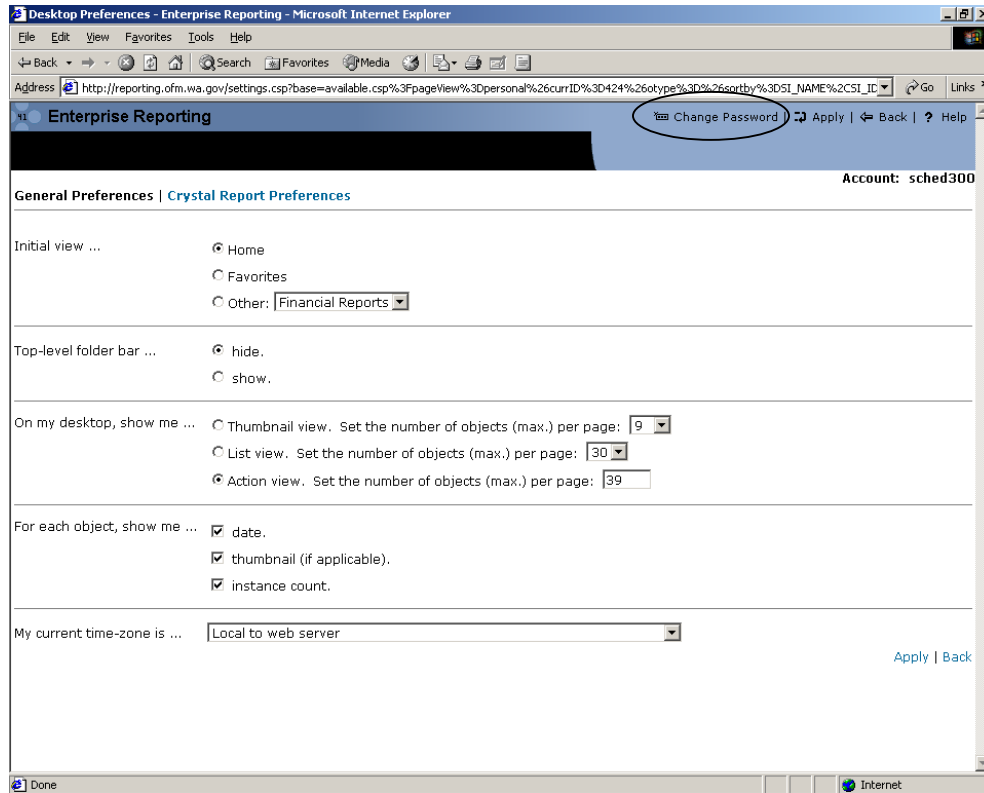 Desktop Preferences - Enterprise Reporting - Microsoft Internet Explorer
File Edit View Favorites Tools Help
Back Search Favorites Media
Address http://reporting.ofm.wa.gov/settings.csp?base=available.csp%3FpageView%3Dpersonal%26currID%3D424%26otype%3D%26sortby%3DSI_NAME%2CSI_ID Go Links
Enterprise Reporting Change Password | Apply | Back | ? Help
Account: sched300
General Preferences | Crystal Report Preferences
Initial view ... Home
Favorites
Other: Financial Reports
Top-level folder bar ... hide.
show.
On my desktop, show me ... Thumbnail view. Set the number of objects (max.) per page: 9
List view. Set the number of objects (max.) per page: 30
Action view. Set the number of objects (max.) per page: 39
For each object, show me ... date.
thumbnail (if applicable).
instance count.
My current time-zone is ... Local to web server
Apply | Back
Done Internet